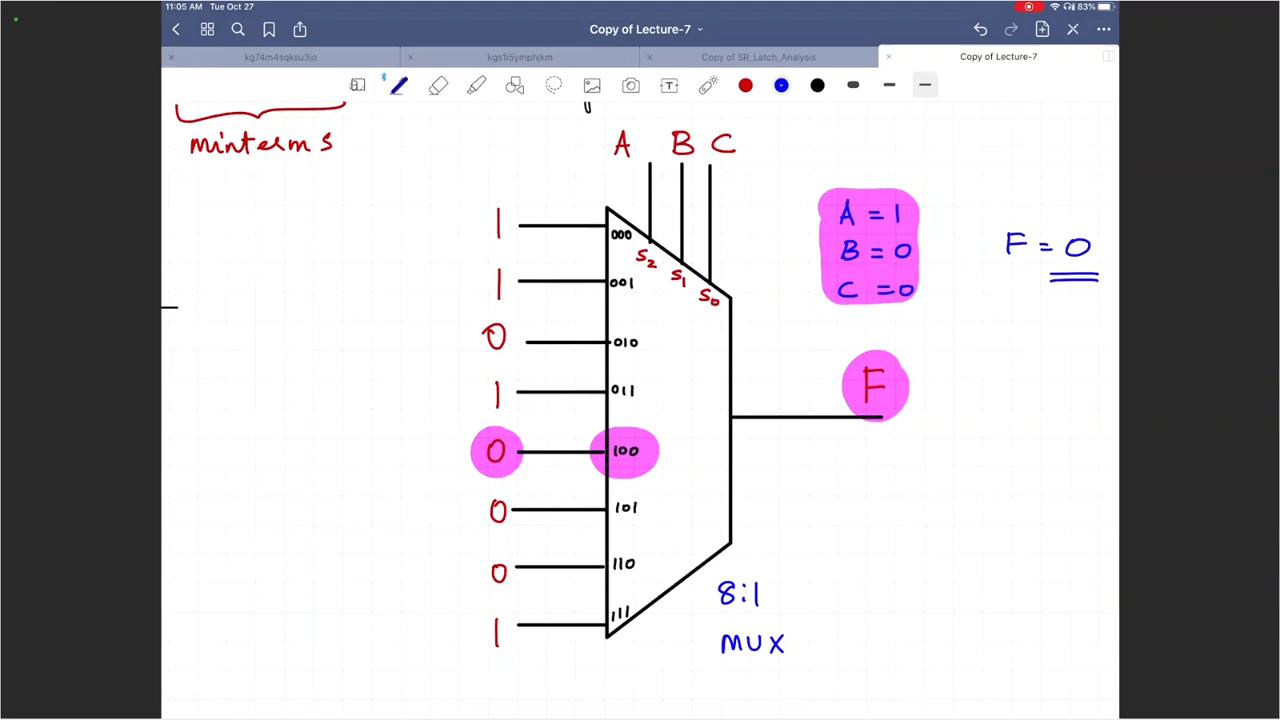 11:05 AM Tue Oct 27
83%
Copy of Lecture-7
kg74m4sqksu3jo
kgs1i5ymphjkm
Copy of SR_Latch_Analysis
Copy of Lecture-7
T
minterms
A B C
1 000
S2 S1 S0
1 001
0 010
1 011
0 100
0 101
0 110
1 111
A = 1
B = 0
C = 0
F = 0
F
8:1
MUX